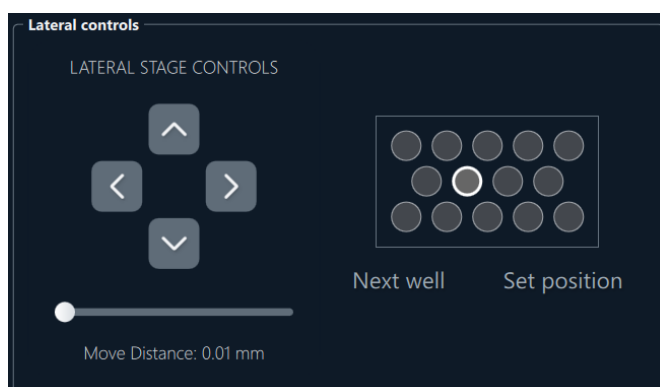 Lateral controls
LATERAL STAGE CONTROLS
Next well
Set position
Move Distance: 0.01 mm